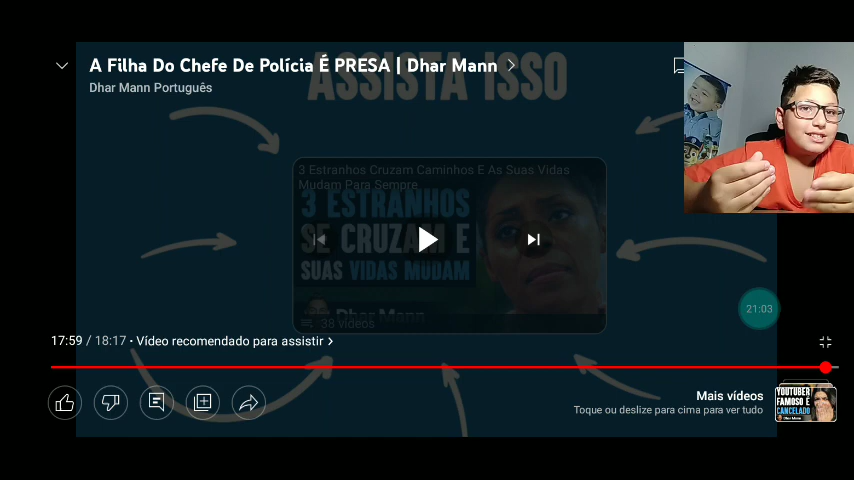 A Filha Do Chefe De Polícia É PRESA | Dhar Mann
Dhar Mann Português
ASSISTA ISSO
3 Estranhos Cruzam Caminhos E As Suas Vidas
Mudam Para Sempre
3 ESTRANHOS
SE CRUZAM E
SUAS VIDAS MUDAM
Dhar Mann
38 vídeos
21:03
17:59 / 18:17 • Vídeo recomendado para assistir
Mais vídeos
Toque ou deslize para cima para ver tudo
YOUTUBER
FAMOSO É
CANCELADO
Dhar Mann